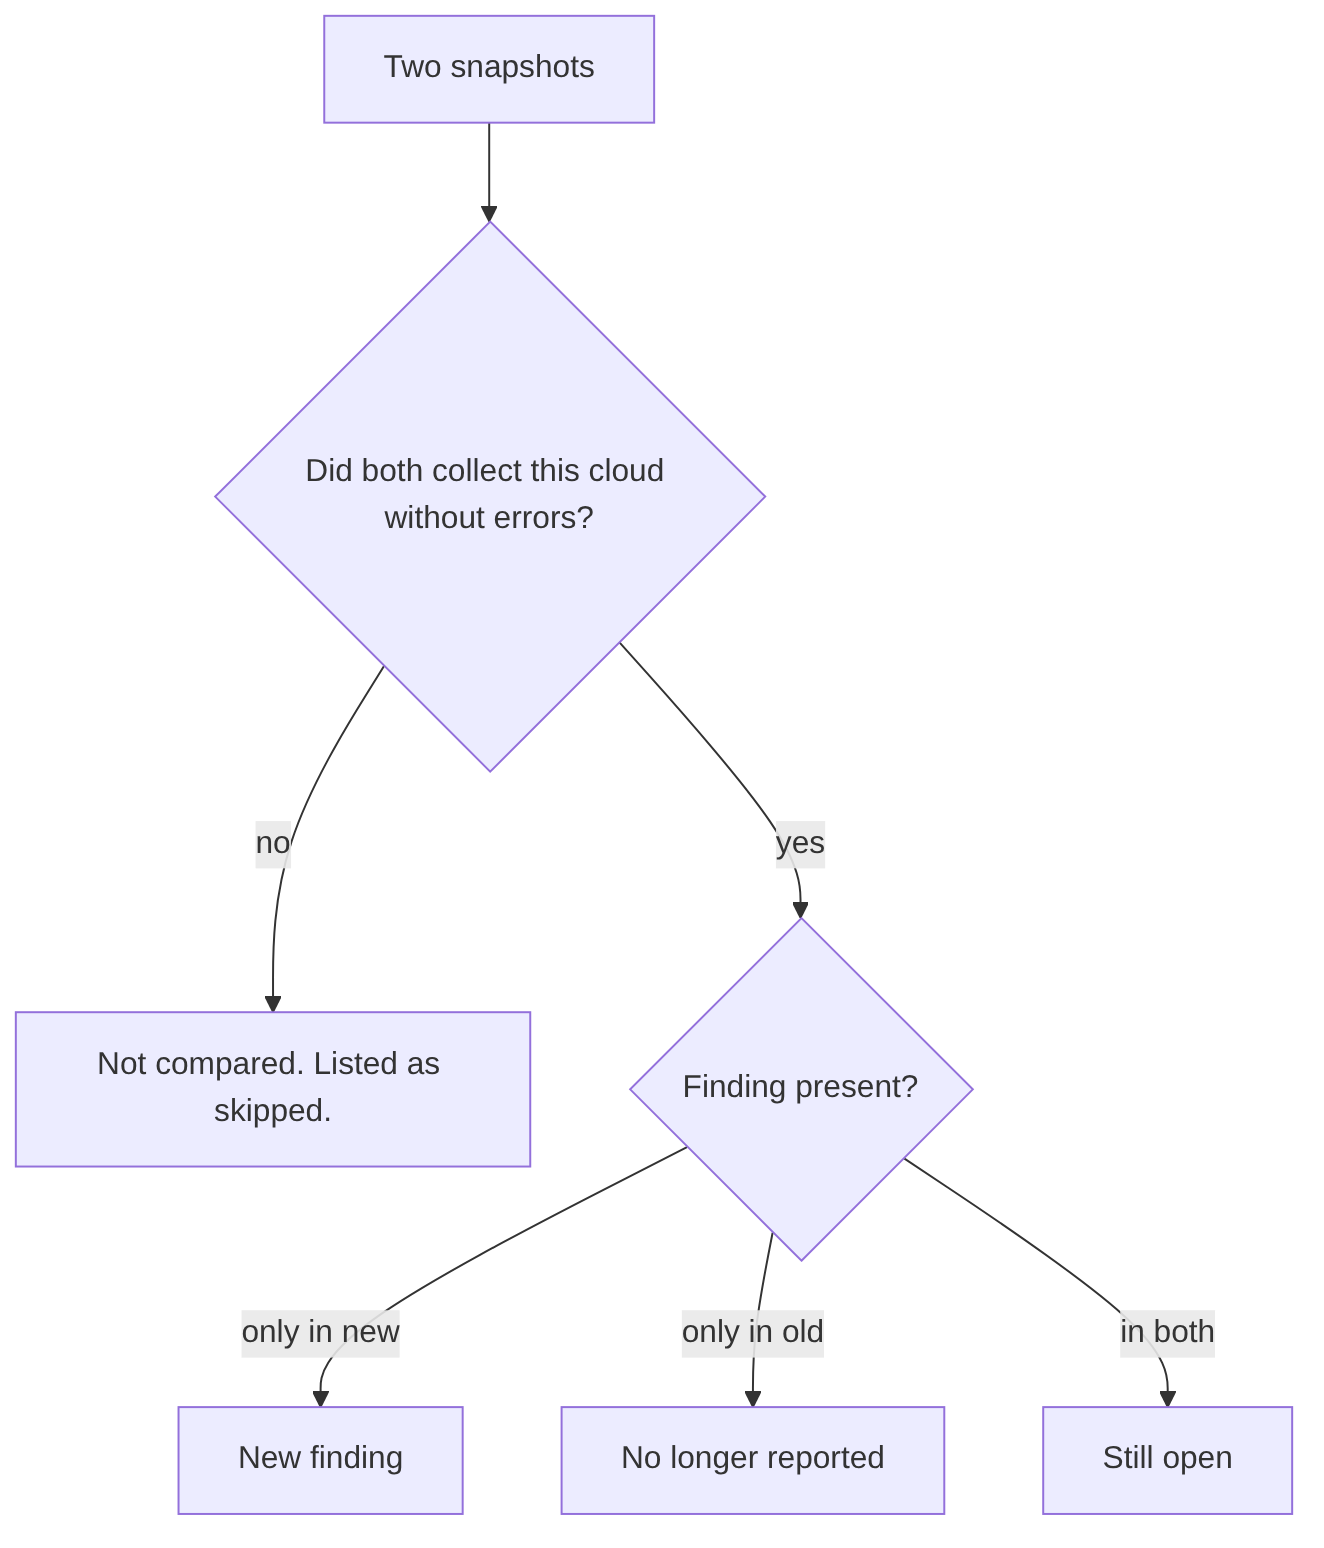 Two snapshots
Did both collect this cloud
without errors?
no
yes
Not compared. Listed as
skipped.
Finding present?
only in new
only in old
in both
New finding
No longer reported
Still open